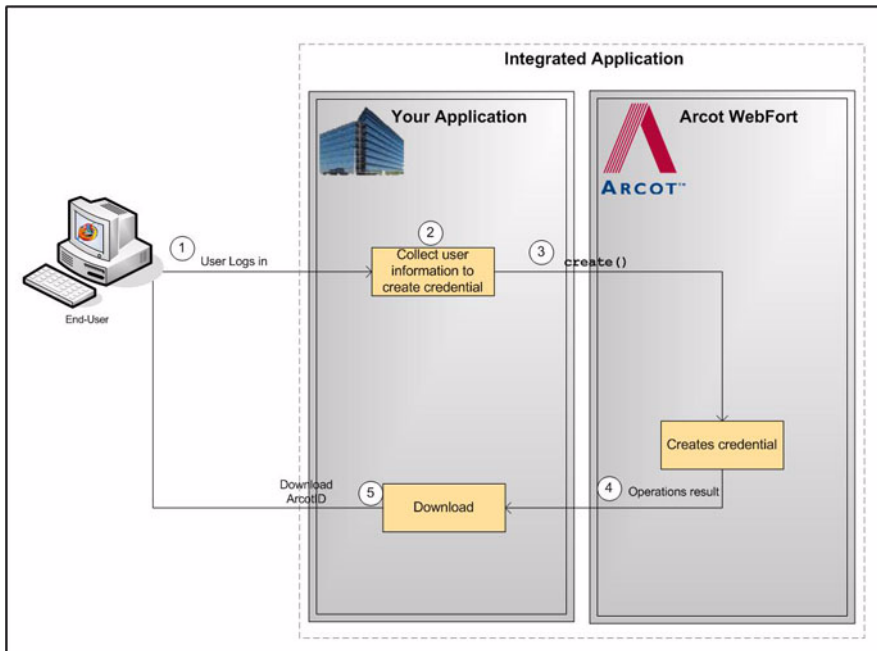 Integrated Application
Your Application
Arcot WebFort
ARCOT™
1
User Logs in
2
Collect user
information to
create credential
3
create()
End-User
Creates credential
4
Operations result
5
Download
Download
ArcotID